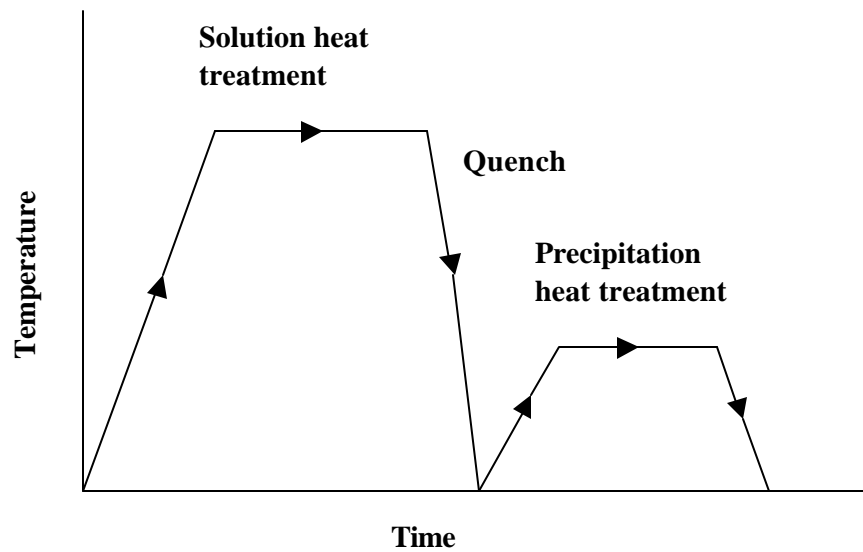 Solution heat
treatment
Quench
Precipitation
heat treatment
Temperature
Time